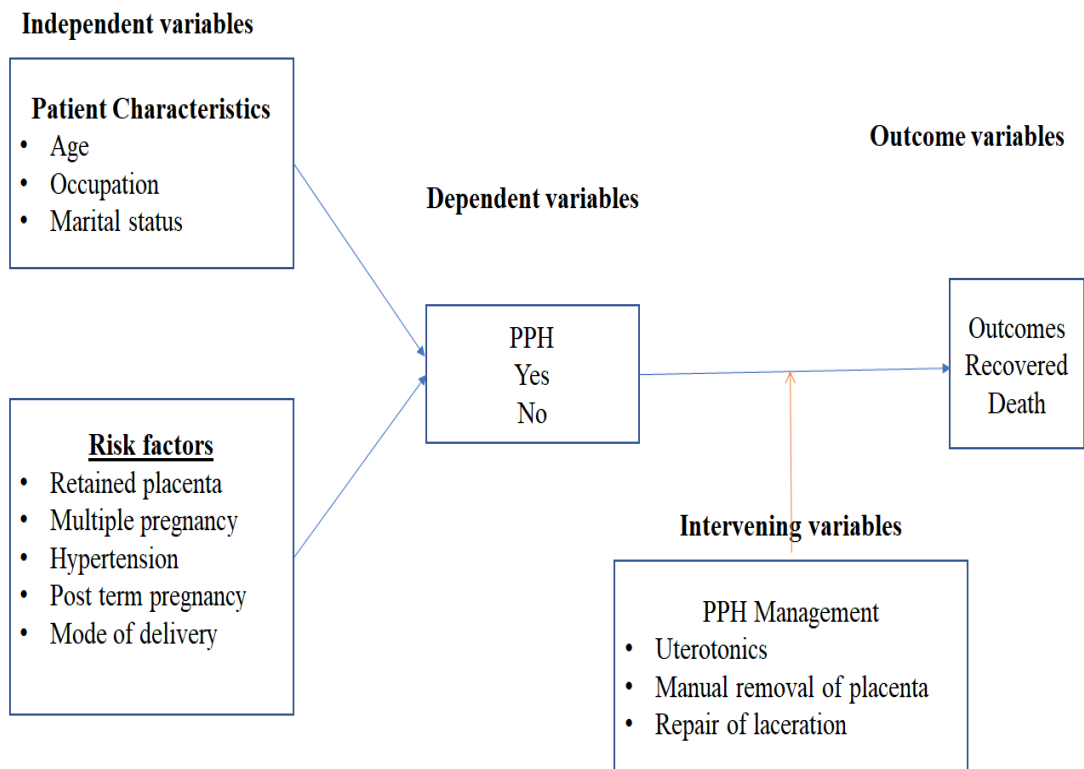 Independent variables
Patient Characteristics
• Age
• Occupation
• Marital status
Risk factors
• Retained placenta
• Multiple pregnancy
• Hypertension
• Post term pregnancy
• Mode of delivery
Dependent variables
PPH
Yes
No
Outcome variables
Outcomes
Recovered
Death
Intervening variables
PPH Management
• Uterotonics
• Manual removal of placenta
• Repair of laceration